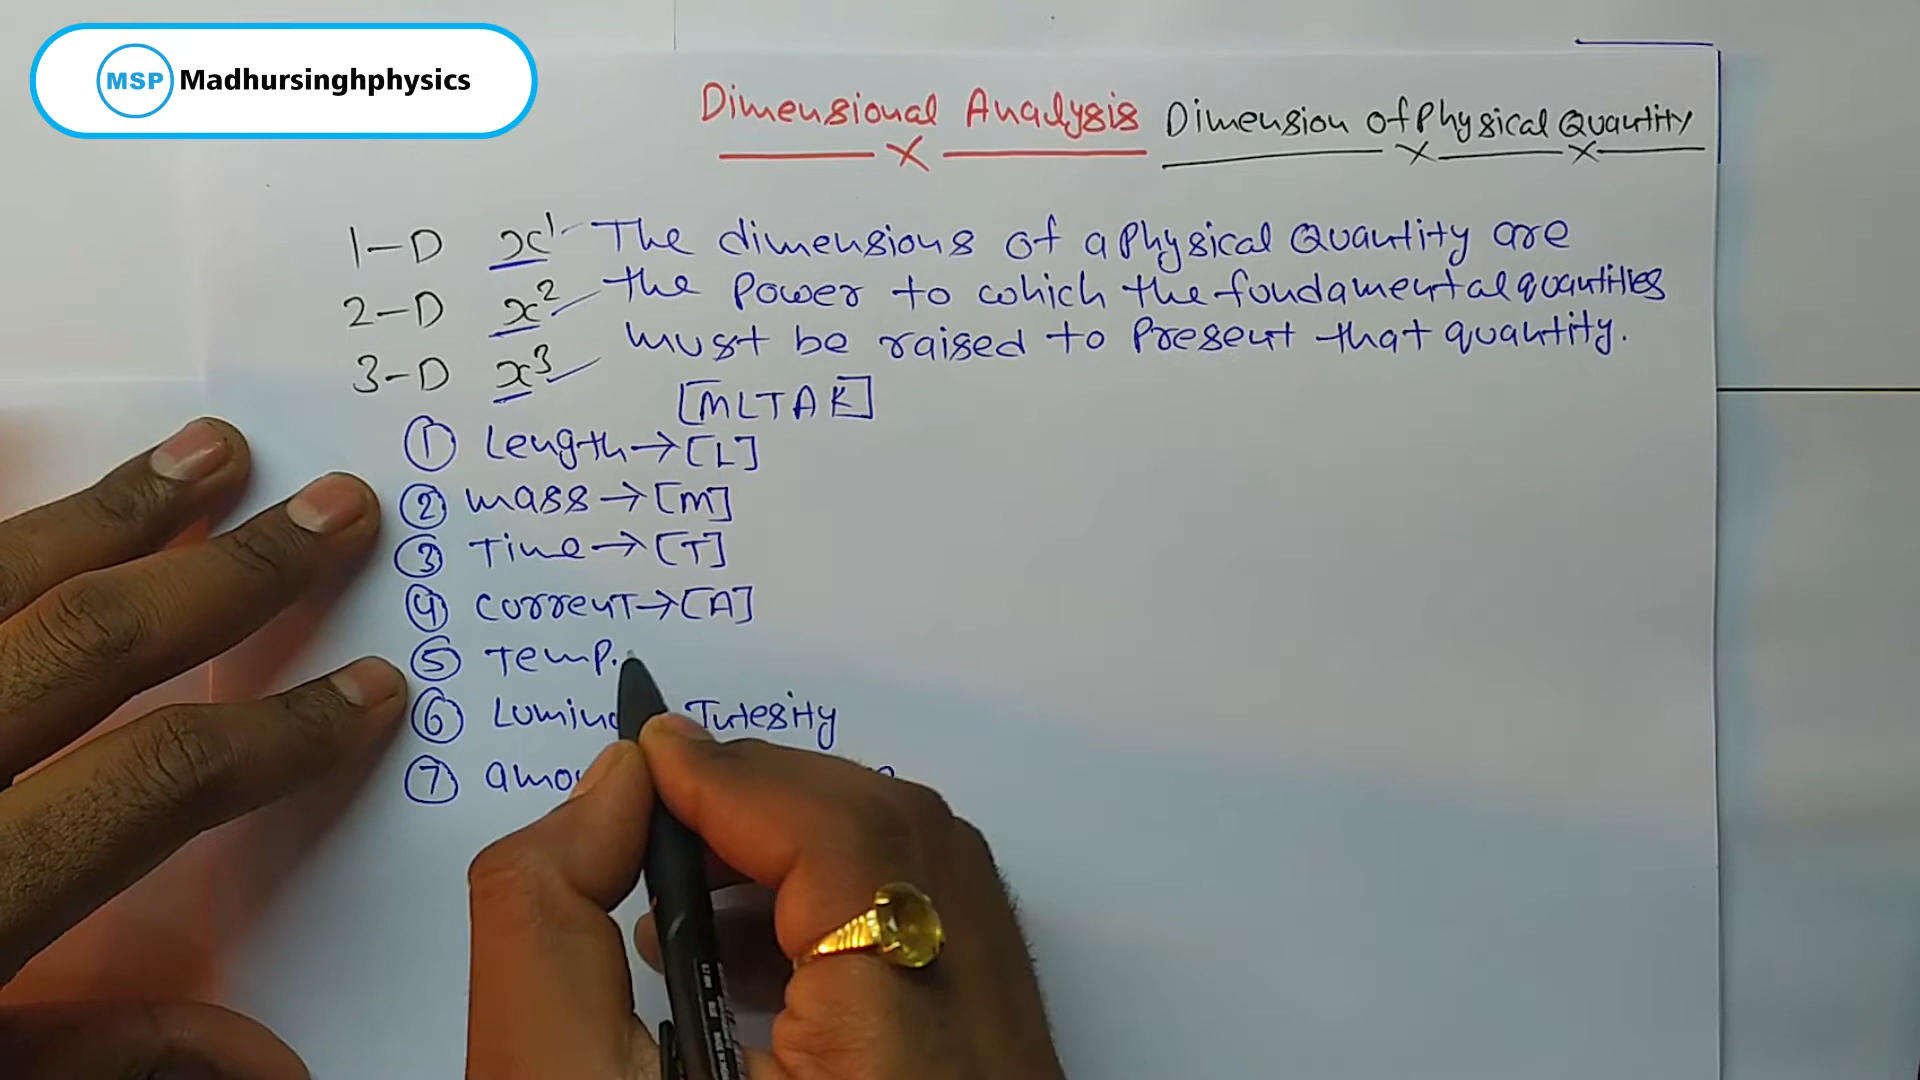 MSP Madhursinghphysics
Dimensional Analysis Dimension of Physical Quantity
1-D x¹ The dimensions of a Physical Quantity are
2-D x² the power to which the fundamental quantities
3-D x³ must be raised to Present that quantity.
[MLTAK]
① Length→[L]
② mass→[M]
③ Time→[T]
④ Current→[A]
⑤ Temp.
⑥ Intesity
⑦